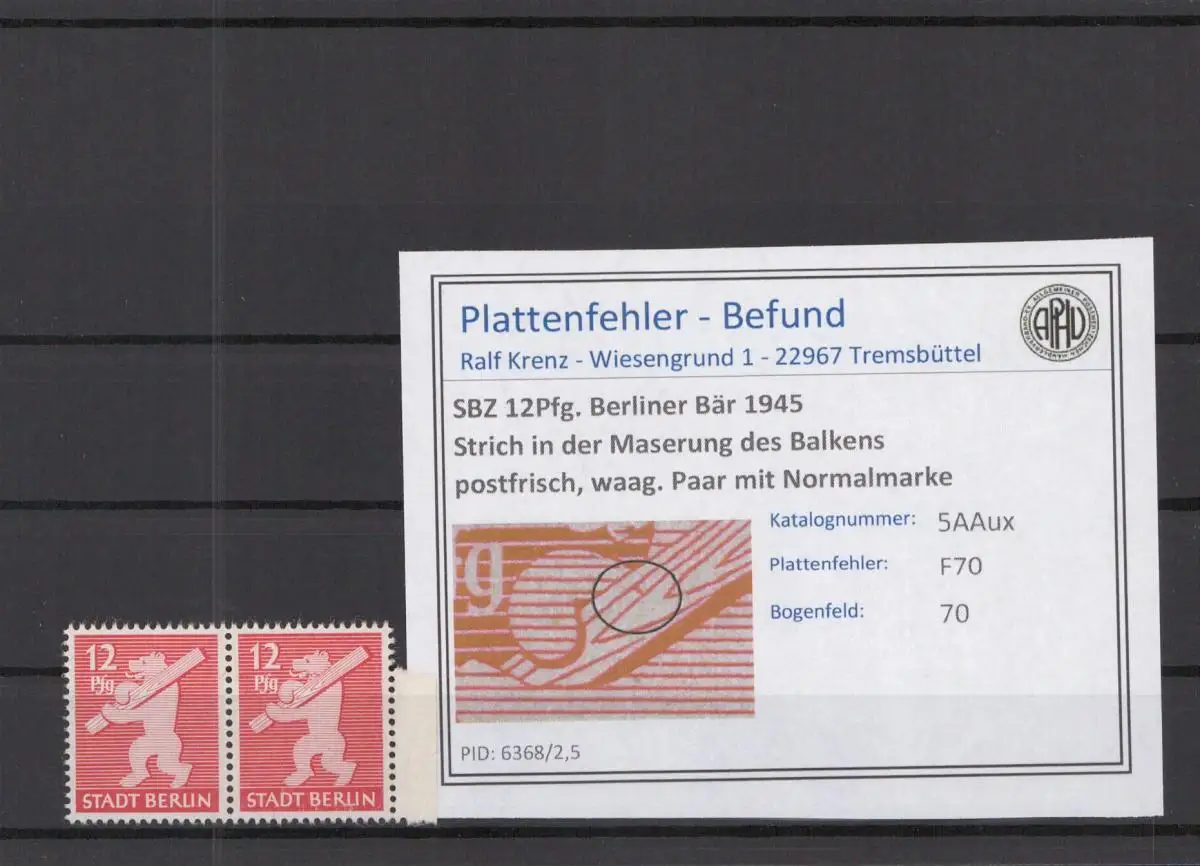 Plattenfehler - Befund
Ralf Krenz - Wiesengrund 1 - 22967 Tremsbüttel
APHV
SBZ 12Pfg. Berliner Bär 1945
Strich in der Maserung des Balkens
postfrisch, waag. Paar mit Normalmarke
Katalognummer: 5AAux
Plattenfehler: F70
Bogenfeld: 70
g
PID: 6368/2,5
12
Pfg
STADT BERLIN
12
Pfg
STADT BERLIN